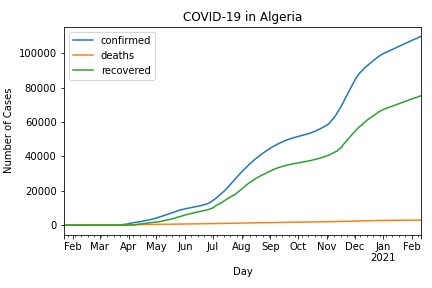 COVID-19 in Algeria
confirmed
deaths
recovered
Number of Cases
100000
80000
60000
40000
20000
0
Feb Mar Apr May Jun Jul Aug Sep Oct Nov Dec Jan Feb
2021
Day